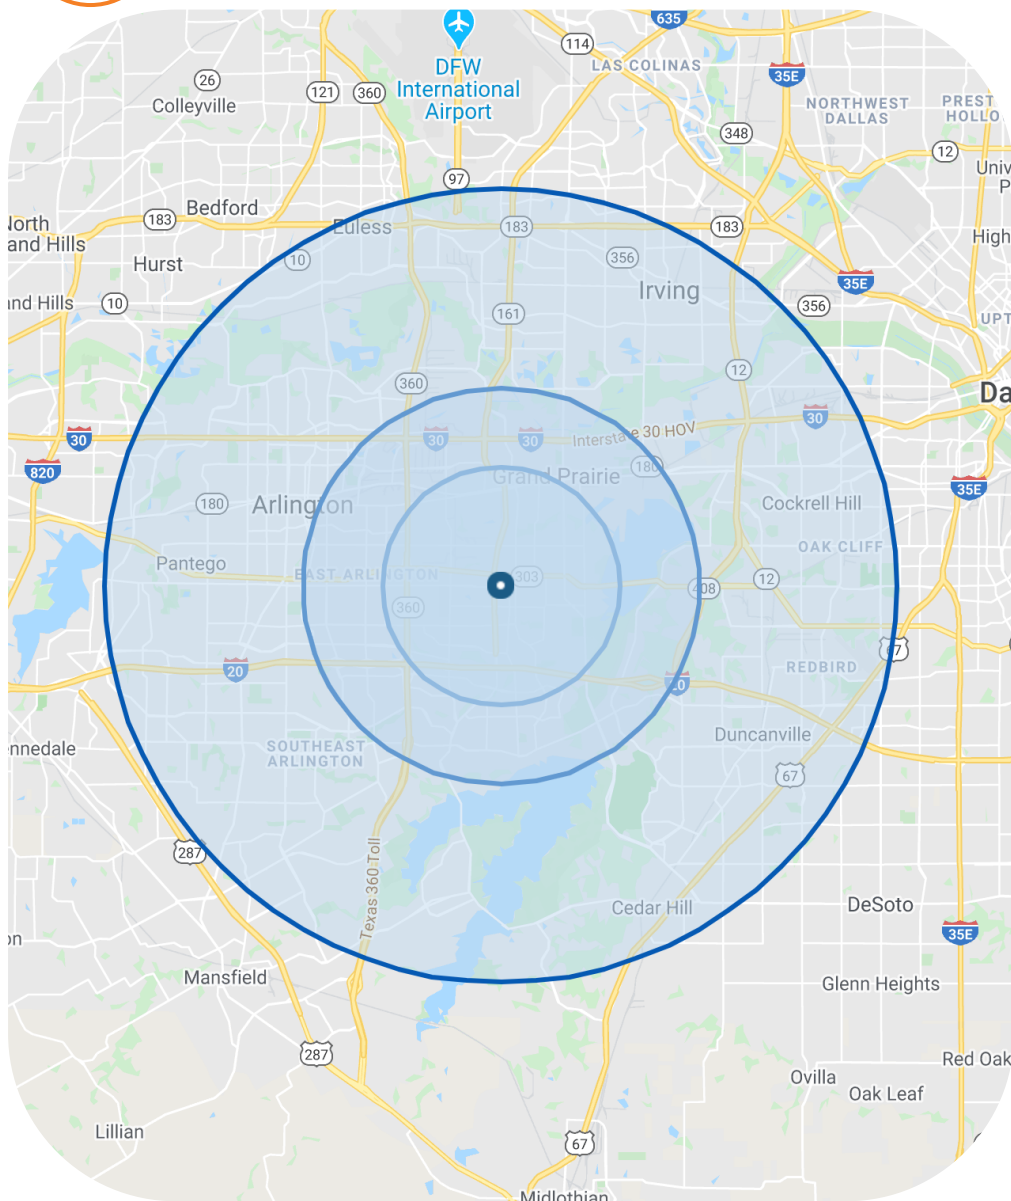 635
114
LAS COLINAS
DFW
International
Airport
35E
26
Colleyville
121
360
NORTHWEST
DALLAS
PREST
HOLLO
348
12
Univ
P
97
Bedford
183
North
and Hills
Euless
183
183
High
Hurst
10
356
35E
Irving
nd Hills
10
161
356
UPT
12
360
Da
30
30
30
Interstate 30 HOV
30
820
180
Grand Prairie
180
35E
Arlington
Cockrell Hill
OAK CLIFF
Pantego
EAST ARLINGTON
303
12
408
360
67
20
20
REDBIRD
Duncanville
SOUTHEAST
ARLINGTON
ennedale
67
287
Texas 360 Toll
Cedar Hill
DeSoto
35E
on
Mansfield
Glenn Heights
287
Red Oak
Ovilla
Oak Leaf
Lillian
67
Midlothian